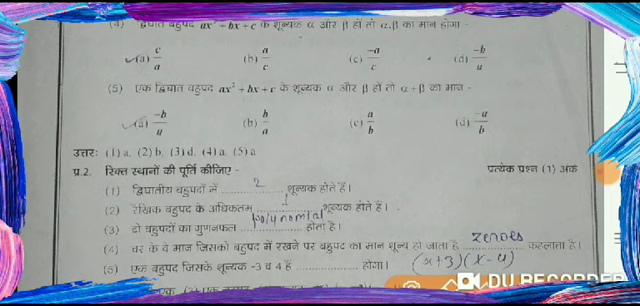 (4) द्विघात बहुपद ax² + bx + c के शून्यक α और β हों तो α.β का मान होगा -
(a) c/a (b) a/c (c) -a/c (d) -b/a
(5) एक द्विघात बहुपद ax² + bx + c के शून्यक α और β हों तो α + β का मान -
(a) -b/a (b) b/a (c) a/b (d) -a/b
उत्तरः (1) a. (2) b. (3) d. (4) a. (5) a
प्र.2. रिक्त स्थानों की पूर्ति कीजिए - प्रत्येक प्रश्न (1) अंक
(1) द्विघातीय बहुपदों में ....2.... शून्यक होते हैं।
(2) रैखिक बहुपद के अधिकतम ....1.... शून्यक होते हैं।
(3) दो बहुपदों का गुणनफल polynomial होता है।
(4) चर के वे मान जिसको बहुपद में रखने पर बहुपद का मान शून्य हो जाता है zeroes कहलाता है।
(5) एक बहुपद जिसके शून्यक -3 व 4 हैं ........ होगा। (x+3)(x-4)
DU RECORDER